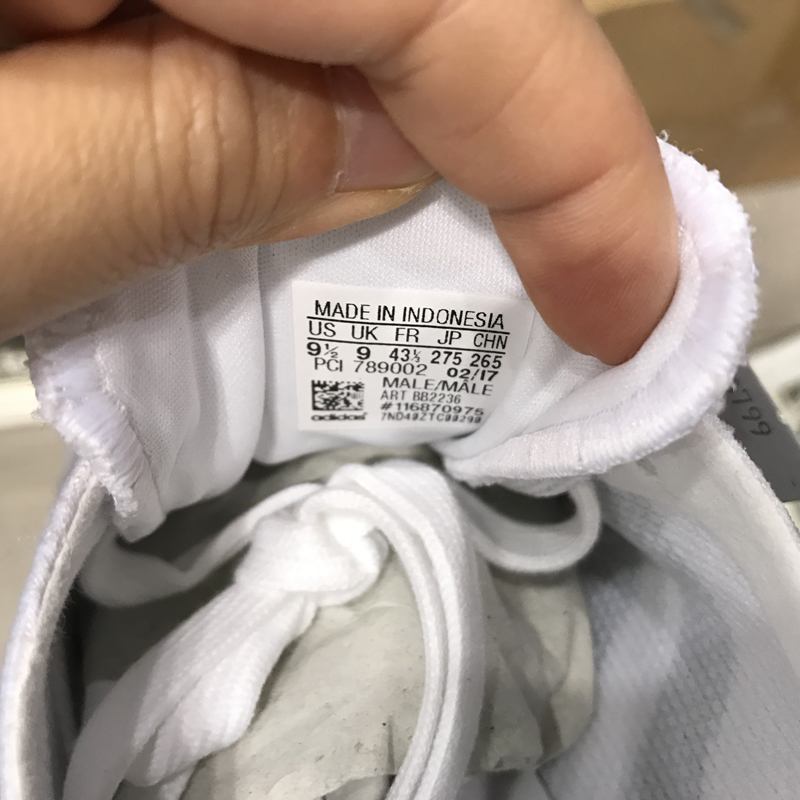 MADE IN INDONESIA
US UK FR JP CHN
9½ 9 43⅓ 275 265
PCI 789002 02/17
MALE/MÂLE
ART BB2236
#116870975
adidas